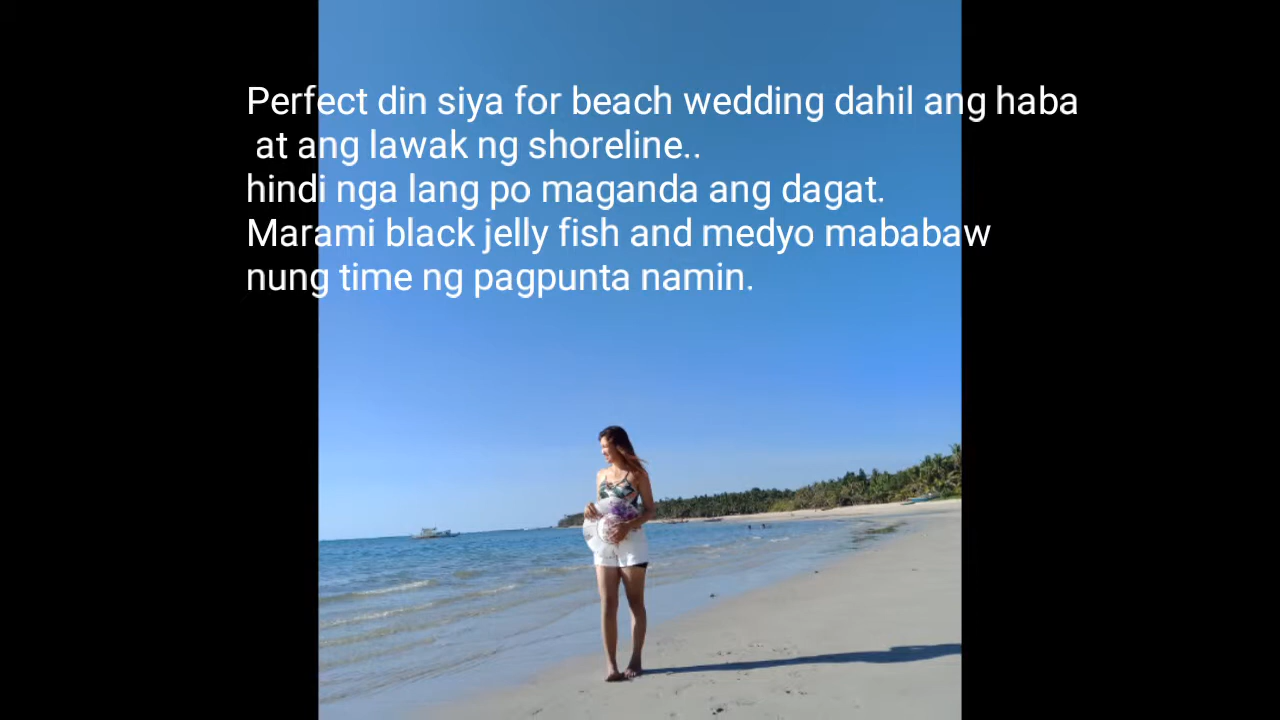 Perfect din siya for beach wedding dahil ang haba
at ang lawak ng shoreline..
hindi nga lang po maganda ang dagat.
Marami black jelly fish and medyo mababaw
nung time ng pagpunta namin.